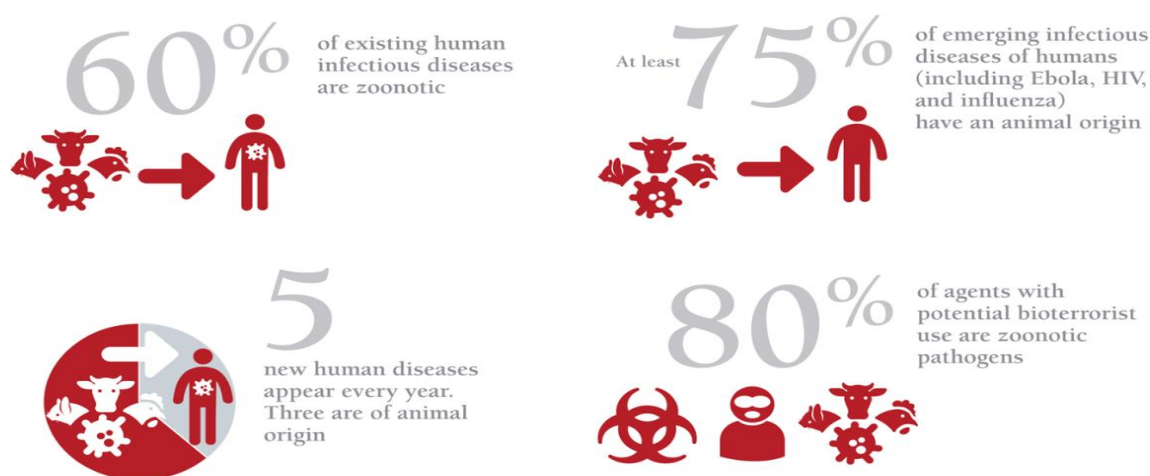 60%
of existing human
infectious diseases
are zoonotic
At least 75%
of emerging infectious
diseases of humans
(including Ebola, HIV,
and influenza)
have an animal origin
5
new human diseases
appear every year.
Three are of animal
origin
80%
of agents with
potential bioterrorist
use are zoonotic
pathogens